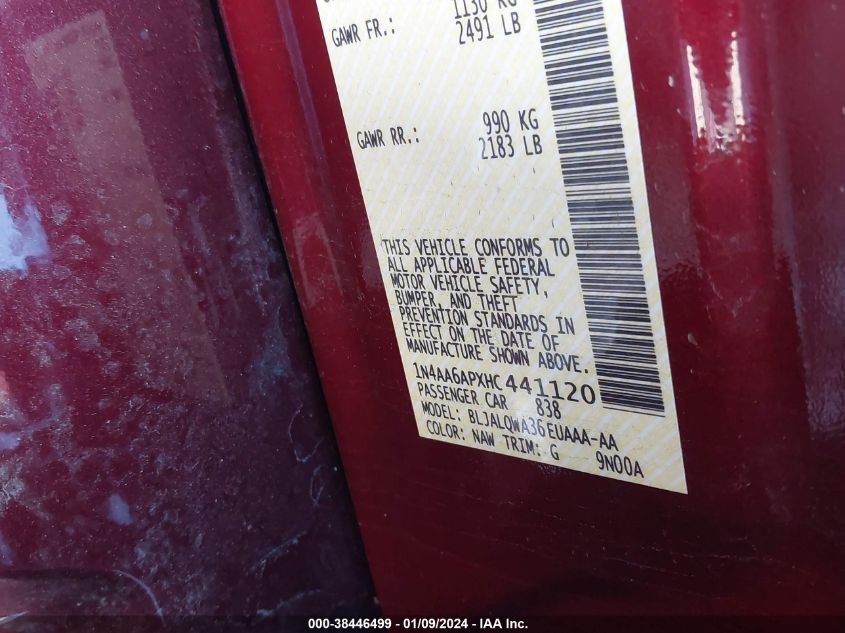 1130 KG
GAWR FR.: 2491 LB
GAWR RR.: 990 KG
2183 LB
THIS VEHICLE CONFORMS TO
ALL APPLICABLE FEDERAL
MOTOR VEHICLE SAFETY,
BUMPER, AND THEFT
PREVENTION STANDARDS IN
EFFECT ON THE DATE OF
MANUFACTURE SHOWN ABOVE.
1N4AA6APXHC441120
PASSENGER CAR 838
MODEL: BLJALQWA36EUAAA-AA
COLOR: NAW TRIM: G 9N00A
000-38446499 - 01/09/2024 - IAA Inc.